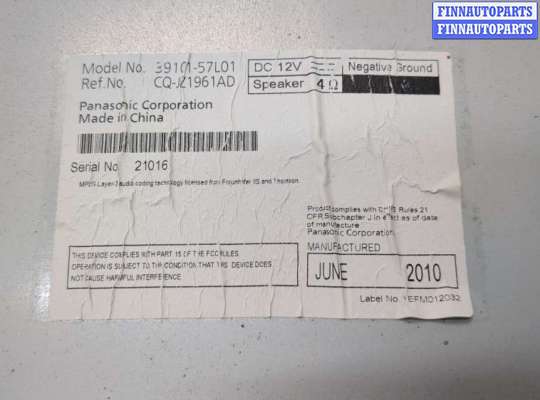 FINNAUTOPARTS
FINNAUTOPARTS
Model No. 39101-57L01
Ref.No. CQ-JZ1961AD
DC 12V Negative Ground
Speaker 4 Ω
Panasonic Corporation
Made in China
Serial No 21016
MPEG Layer-3 audio coding technology licensed from Fraunhofer IIS and Thomson.
Product complies with DHHS Rules 21
CFR Subchapter J in effect as of date
of manufacture
Panasonic Corporation
MANUFACTURED
JUNE 2010
THIS DEVICE COMPLIES WITH PART 15 OF THE FCC RULES.
OPERATION IS SUBJECT TO THE CONDITION THAT THIS DEVICE DOES
NOT CAUSE HARMFUL INTERFERENCE.
Label No. YEFM012032